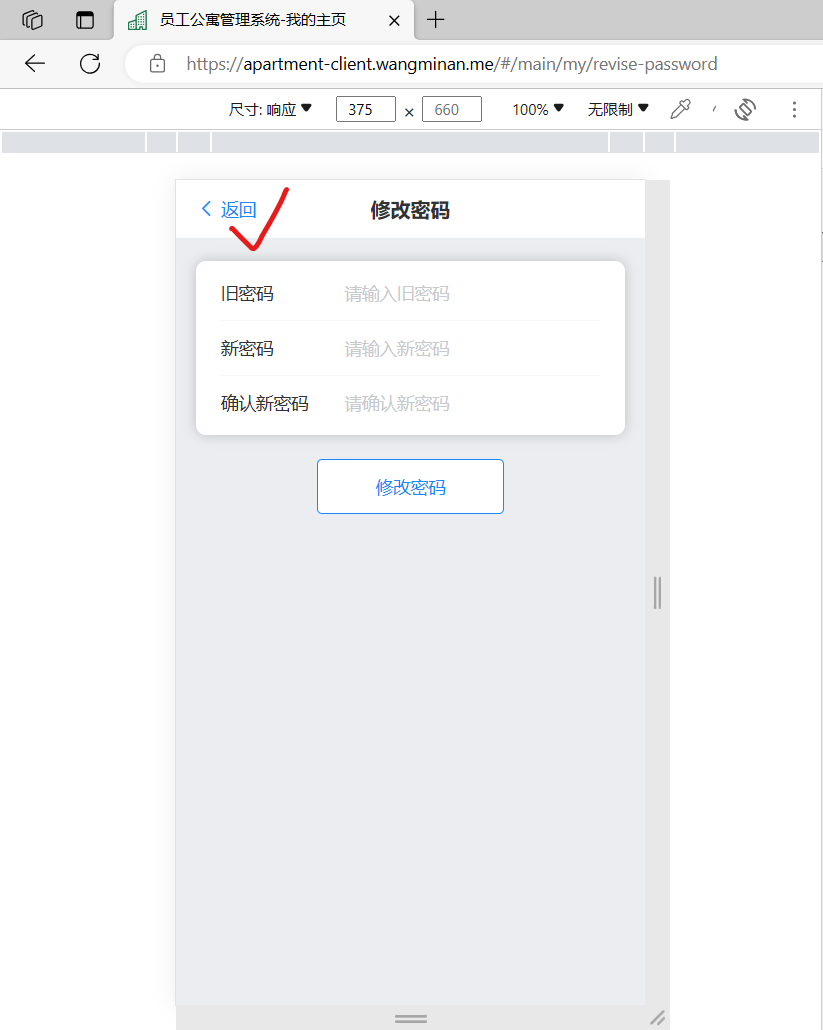 员工公寓管理系统-我的主页
https://apartment-client.wangminan.me/#/main/my/revise-password
尺寸: 响应 375 × 660 100% 无限制
返回 修改密码
旧密码 请输入旧密码
新密码 请输入新密码
确认新密码 请确认新密码
修改密码